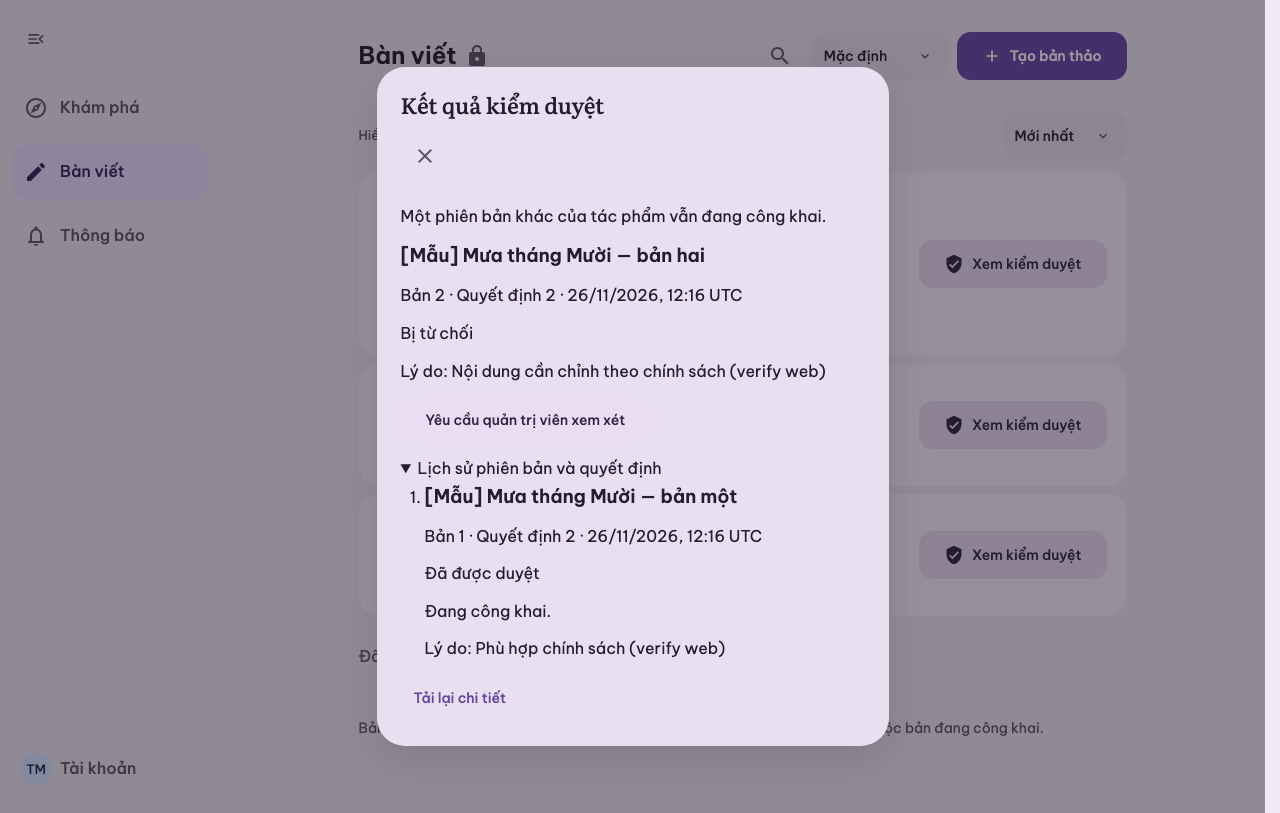 Bàn viết
Mặc định
Tạo bản thảo
Khám phá
Bàn viết
Thông báo
Mới nhất
Kết quả kiểm duyệt
Một phiên bản khác của tác phẩm vẫn đang công khai.
[Mẫu] Mưa tháng Mười — bản hai
Bản 2 · Quyết định 2 · 26/11/2026, 12:16 UTC
Bị từ chối
Lý do: Nội dung cần chỉnh theo chính sách (verify web)
Yêu cầu quản trị viên xem xét
▼ Lịch sử phiên bản và quyết định
1. [Mẫu] Mưa tháng Mười — bản một
Bản 1 · Quyết định 2 · 26/11/2026, 12:16 UTC
Đã được duyệt
Đang công khai.
Lý do: Phù hợp chính sách (verify web)
Tải lại chi tiết
Xem kiểm duyệt
Xem kiểm duyệt
Xem kiểm duyệt
bản đang công khai.
TM
Tài khoản